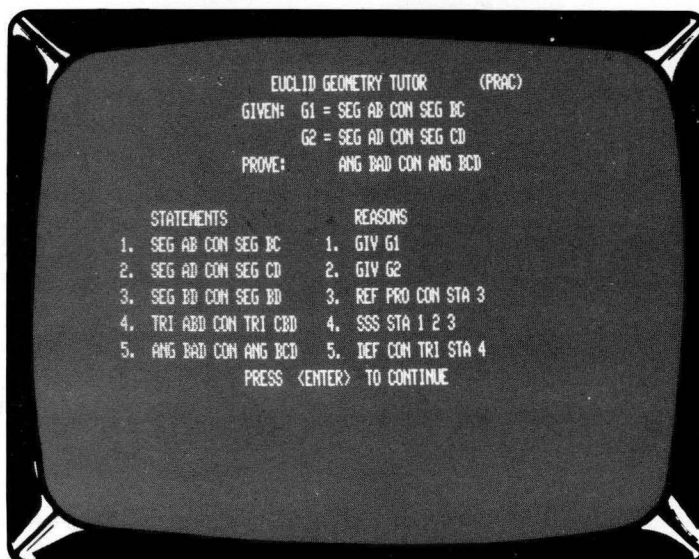 EUCLID GEOMETRY TUTOR (PRAC)
GIVEN: G1 = SEG AB CON SEG BC
G2 = SEG AD CON SEG CD
PROVE: ANG BAD CON ANG BCD
STATEMENTS REASONS
1. SEG AB CON SEG BC 1. GIV G1
2. SEG AD CON SEG CD 2. GIV G2
3. SEG BD CON SEG BD 3. REF PRO CON STA 3
4. TRI ABD CON TRI CBD 4. SSS STA 1 2 3
5. ANG BAD CON ANG BCD 5. DEF CON TRI STA 4
PRESS <ENTER> TO CONTINUE